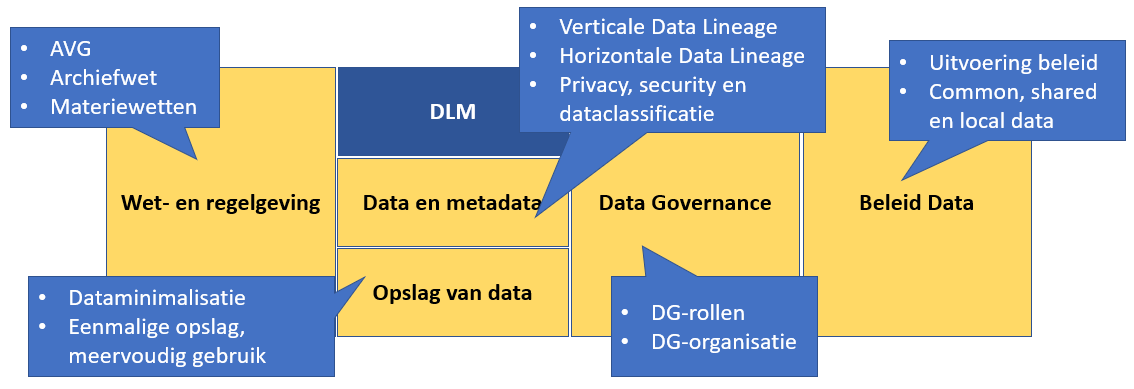 • AVG
• Archiefwet
• Materiewetten
DLM
• Verticale Data Lineage
• Horizontale Data Lineage
• Privacy, security en
dataclassificatie
• Uitvoering beleid
• Common, shared
en local data
Wet- en regelgeving
Data en metadata
Data Governance
Beleid Data
• Dataminimalisatie
• Eenmalige opslag,
meervoudig gebruik
Opslag van data
• DG-rollen
• DG-organisatie